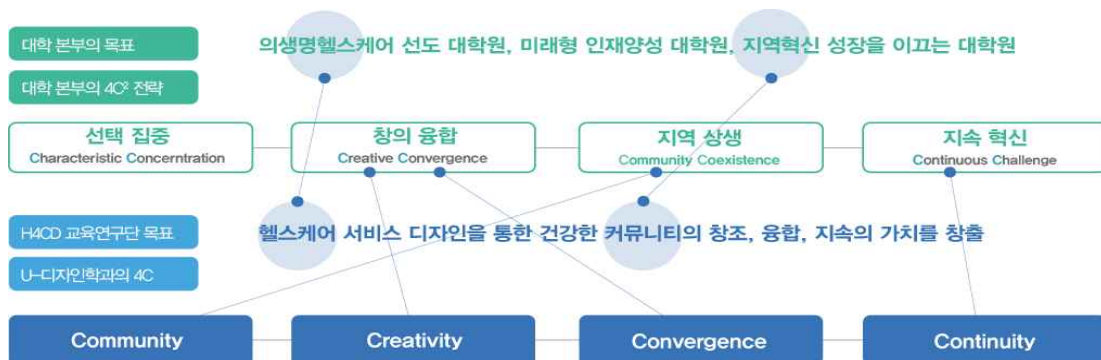 대학 본부의 목표
의생명헬스케어 선도 대학원, 미래형 인재양성 대학원, 지역혁신 성장을 이끄는 대학원
대학 본부의 4C² 전략
선택 집중
Characteristic Concerntration
창의 융합
Creative Convergence
지역 상생
Community Coexistence
지속 혁신
Continuous Challenge
H4CD 교육연구단 목표
헬스케어 서비스 디자인을 통한 건강한 커뮤니티의 창조, 융합, 지속의 가치를 창출
U-디자인학과의 4C
Community
Creativity
Convergence
Continuity